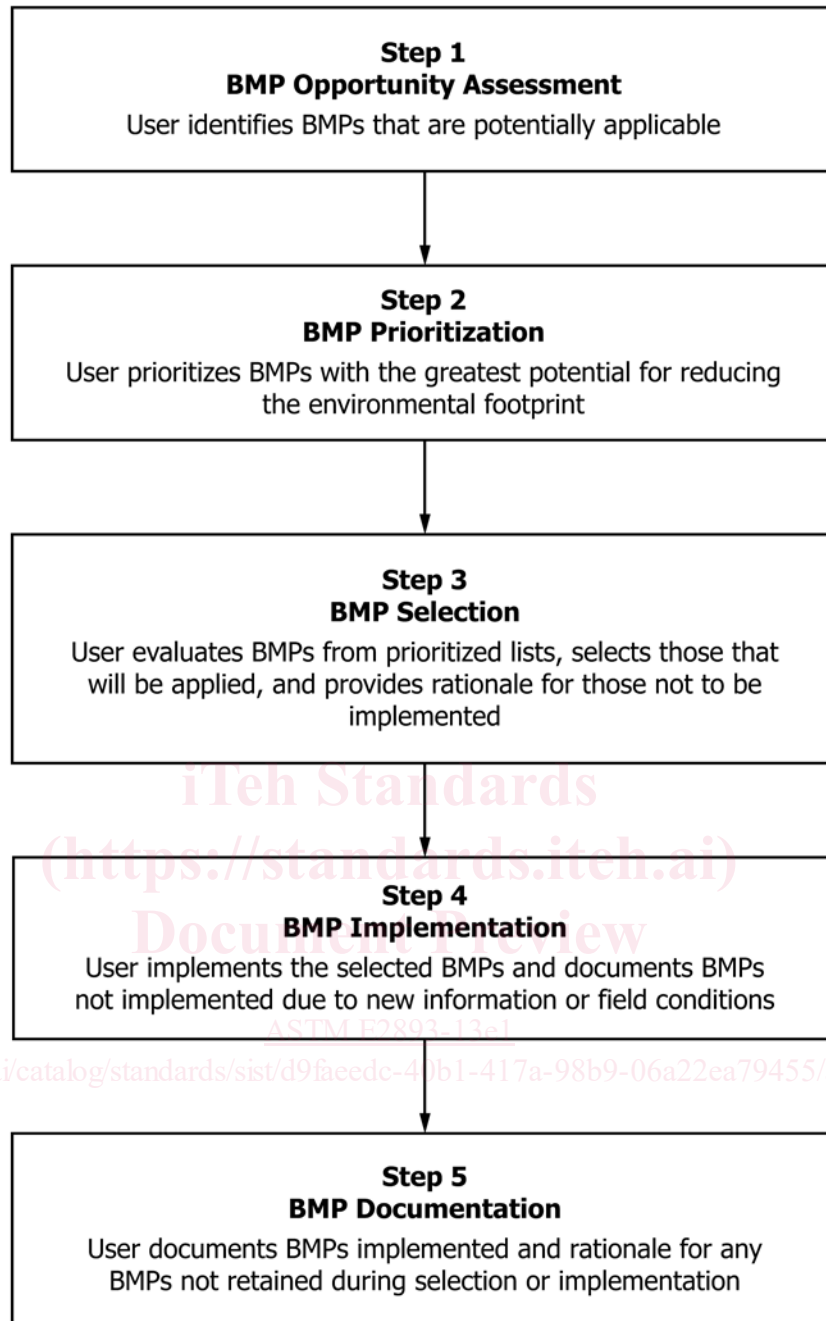 Step 1
BMP Opportunity Assessment
User identifies BMPs that are potentially applicable
Step 2
BMP Prioritization
User prioritizes BMPs with the greatest potential for reducing
the environmental footprint
Step 3
BMP Selection
User evaluates BMPs from prioritized lists, selects those that
will be applied, and provides rationale for those not to be
implemented
iTeh Standards
(https://standards.iteh.ai)
Step 4
Document Preview
BMP Implementation
User implements the selected BMPs and documents BMPs
not implemented due to new information or field conditions
ASTM E2893-13e1
i/catalog/standards/sist/d9faeedc-40b1-417a-98b9-06a22ea79455/
Step 5
BMP Documentation
User documents BMPs implemented and rationale for any
BMPs not retained during selection or implementation